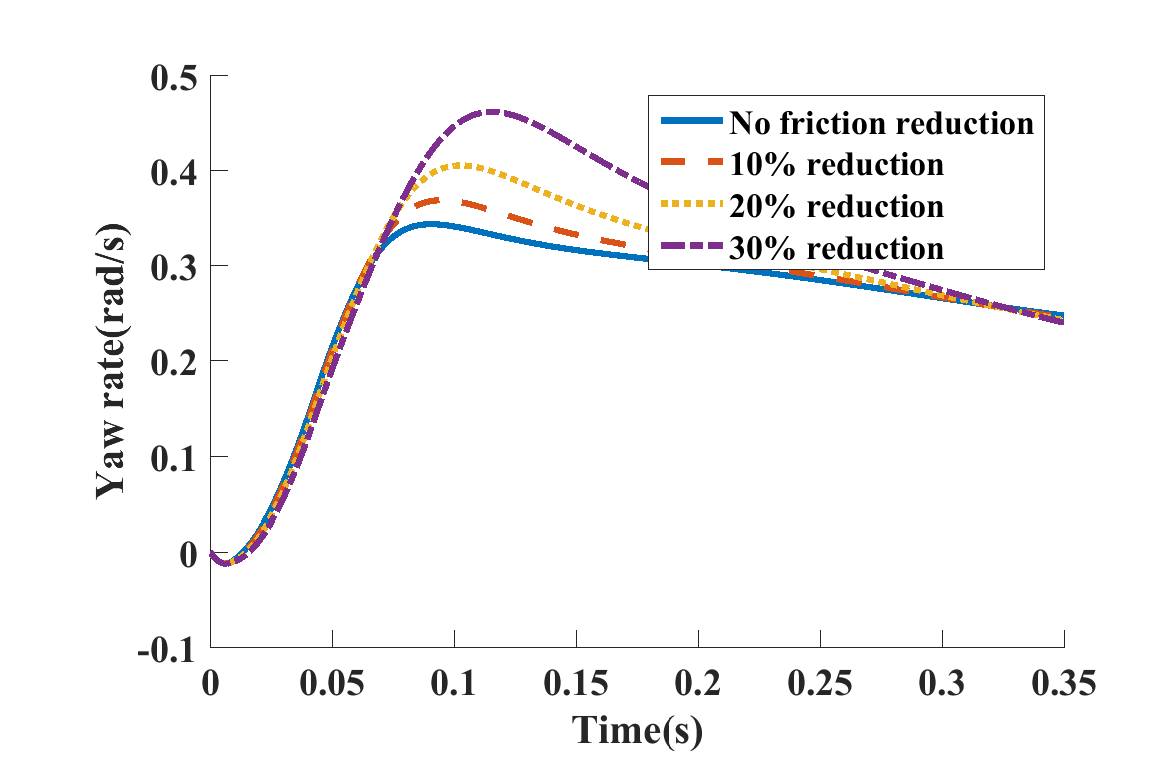 0.5
0.4
0.3
0.2
0.1
0
-0.1
Yaw rate(rad/s)
No friction reduction
10% reduction
20% reduction
30% reduction
0 0.05 0.1 0.15 0.2 0.25 0.3 0.35
Time(s)